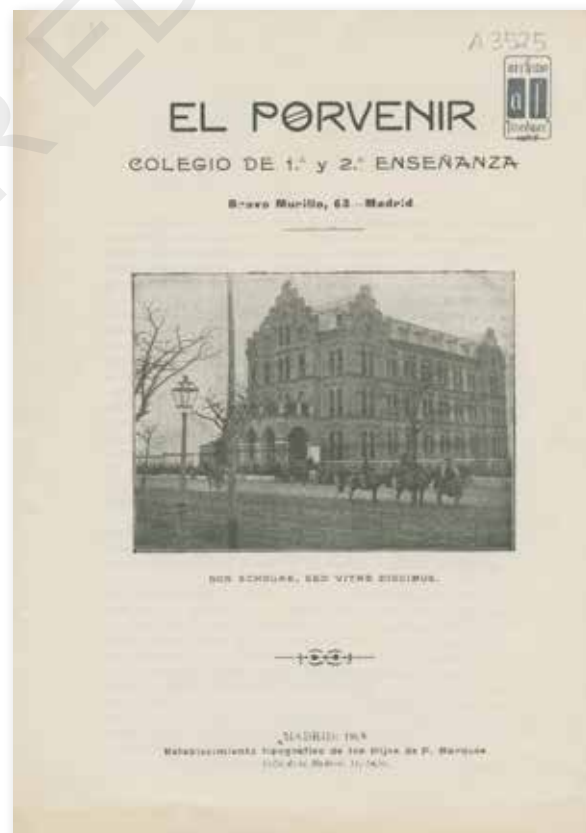 A 3525
archivo
EL PORVENIR
COLEGIO DE 1.ª y 2.ª ENSEÑANZA
Bravo Murillo, 63 - Madrid
NON SCHOLAE, SED VITAE DISCIMUS.
MADRID:
Establecimiento tipográfico de los Hijos de R. Marqués